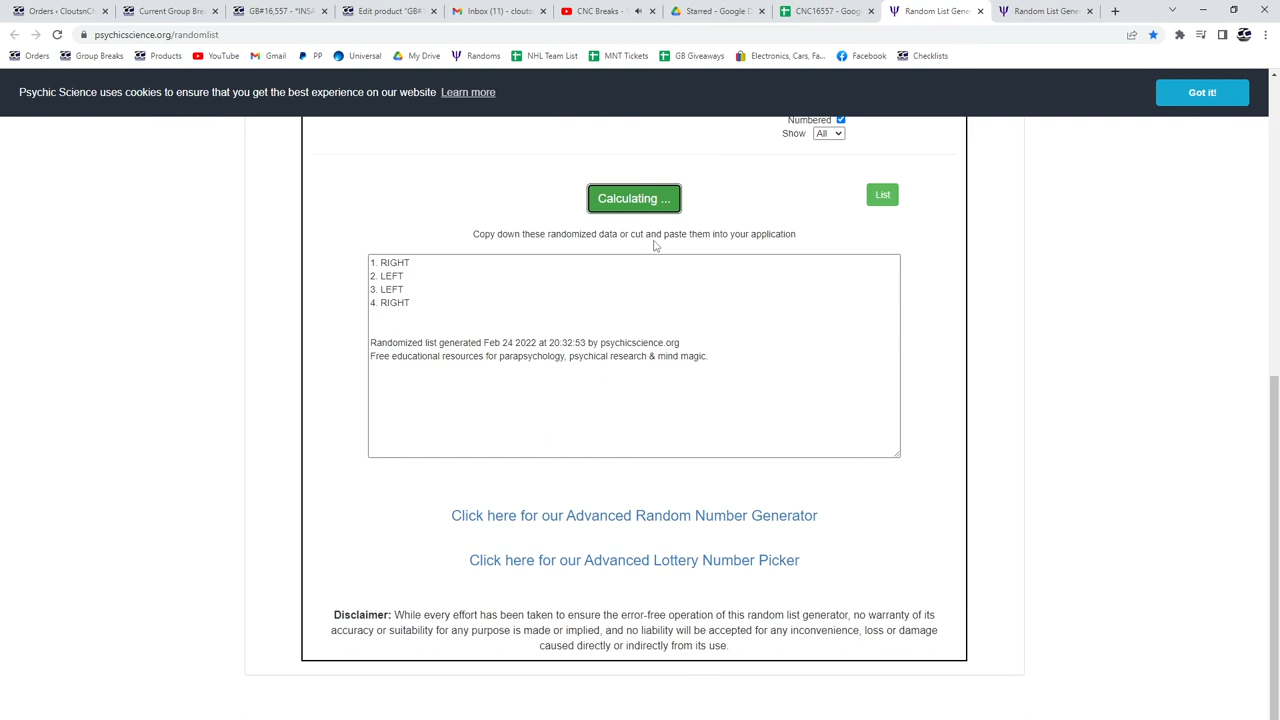 Orders ‹ CloutsnCh
Current Group Brea
GB#16,557 - "INSA
Edit product "GB#
Inbox (11) - clouts
CNC Breaks - 
Starred - Google D
CNC16557 - Googl
Random List Gene
Random List Gene
psychicscience.org/randomlist
Orders
Group Breaks
Products
YouTube
Gmail
PP
Universal
My Drive
Randoms
NHL Team List
MNT Tickets
GB Giveaways
Electronics, Cars, Fa...
Facebook
Checklists
Psychic Science uses cookies to ensure that you get the best experience on our website Learn more
Got it!
Numbered
Show All
Calculating ...
List
Copy down these randomized data or cut and paste them into your application
1. RIGHT
2. LEFT
3. LEFT
4. RIGHT
Randomized list generated Feb 24 2022 at 20:32:53 by psychicscience.org
Free educational resources for parapsychology, psychical research & mind magic.
Click here for our Advanced Random Number Generator
Click here for our Advanced Lottery Number Picker
Disclaimer: While every effort has been taken to ensure the error-free operation of this random list generator, no warranty of its
accuracy or suitability for any purpose is made or implied, and no liability will be accepted for any inconvenience, loss or damage
caused directly or indirectly from its use.